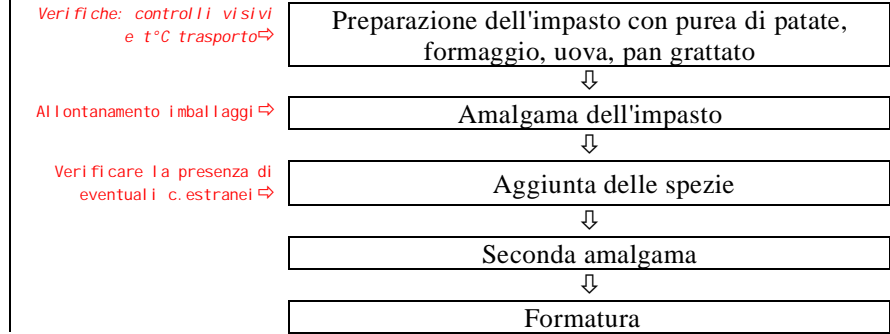 Verifiche: controlli visivi
e t°C trasporto⇨
Preparazione dell'impasto con purea di patate,
formaggio, uova, pan grattato
⇩
Allontanamento imballaggi⇨
Amalgama dell'impasto
⇩
Verificare la presenza di
eventuali c.estranei⇨
Aggiunta delle spezie
⇩
Seconda amalgama
⇩
Formatura